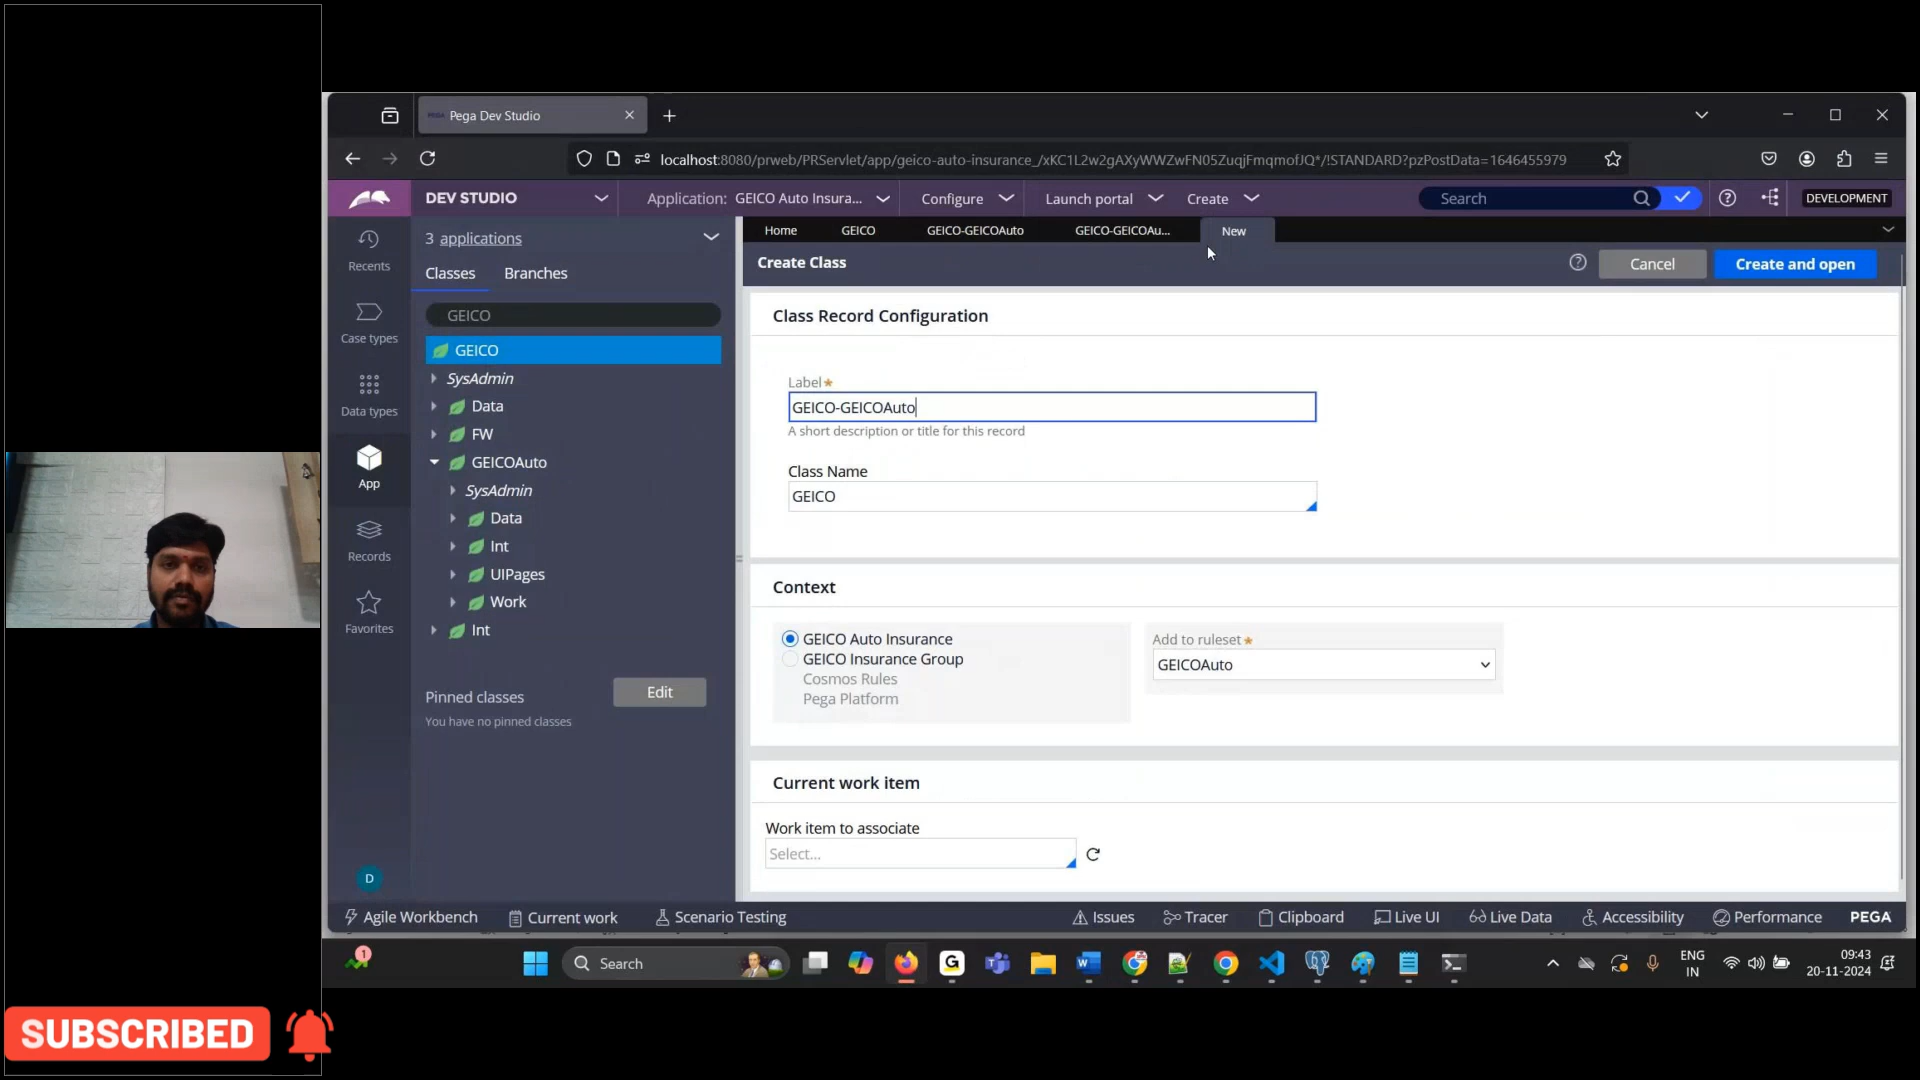 Pega Dev Studio
localhost:8080/prweb/PRServlet/app/geico-auto-insurance_/xKC1L2w2gAXyWWZwFN05ZuqjFmqmofJQ*/!STANDARD?pzPostData=1646455979
DEV STUDIO
Application: GEICO Auto Insura...
Configure
Launch portal
Create
Search
DEVELOPMENT
Recents
Case types
Data types
App
Records
Favorites
D
3 applications
Classes
Branches
GEICO
GEICO
SysAdmin
Data
FW
GEICOAuto
SysAdmin
Data
Int
UIPages
Work
Int
Pinned classes
Edit
You have no pinned classes
Home
GEICO
GEICO-GEICOAuto
GEICO-GEICOAu...
New
Create Class
Cancel
Create and open
Class Record Configuration
Label
GEICO-GEICOAuto
A short description or title for this record
Class Name
GEICO
Context
GEICO Auto Insurance
GEICO Insurance Group
Cosmos Rules
Pega Platform
Add to ruleset
GEICOAuto
Current work item
Work item to associate
Select...
Agile Workbench
Current work
Scenario Testing
Issues
Tracer
Clipboard
Live UI
Live Data
Accessibility
Performance
PEGA
1
Search
ENG
IN
09:43
20-11-2024
SUBSCRIBED